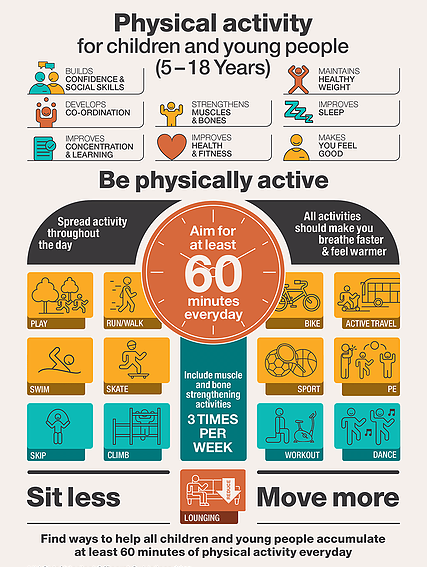 Physical activity
for children and young people
(5–18 Years)
BUILDS
CONFIDENCE &
SOCIAL SKILLS
MAINTAINS
HEALTHY
WEIGHT
DEVELOPS
CO-ORDINATION
STRENGTHENS
MUSCLES
& BONES
IMPROVES
SLEEP
IMPROVES
CONCENTRATION
& LEARNING
IMPROVES
HEALTH
& FITNESS
MAKES
YOU FEEL
GOOD
Be physically active
Spread activity
throughout
the day
Aim for
at least
60
minutes
everyday
All activities
should make you
breathe faster
& feel warmer
PLAY
RUN/WALK
BIKE
ACTIVE TRAVEL
SWIM
SKATE
SPORT
PE
Include muscle
and bone
strengthening
activities
3 TIMES
PER
WEEK
SKIP
CLIMB
WORKOUT
DANCE
Sit less
REDUCE
LOUNGING
Move more
Find ways to help all children and young people accumulate
at least 60 minutes of physical activity everyday